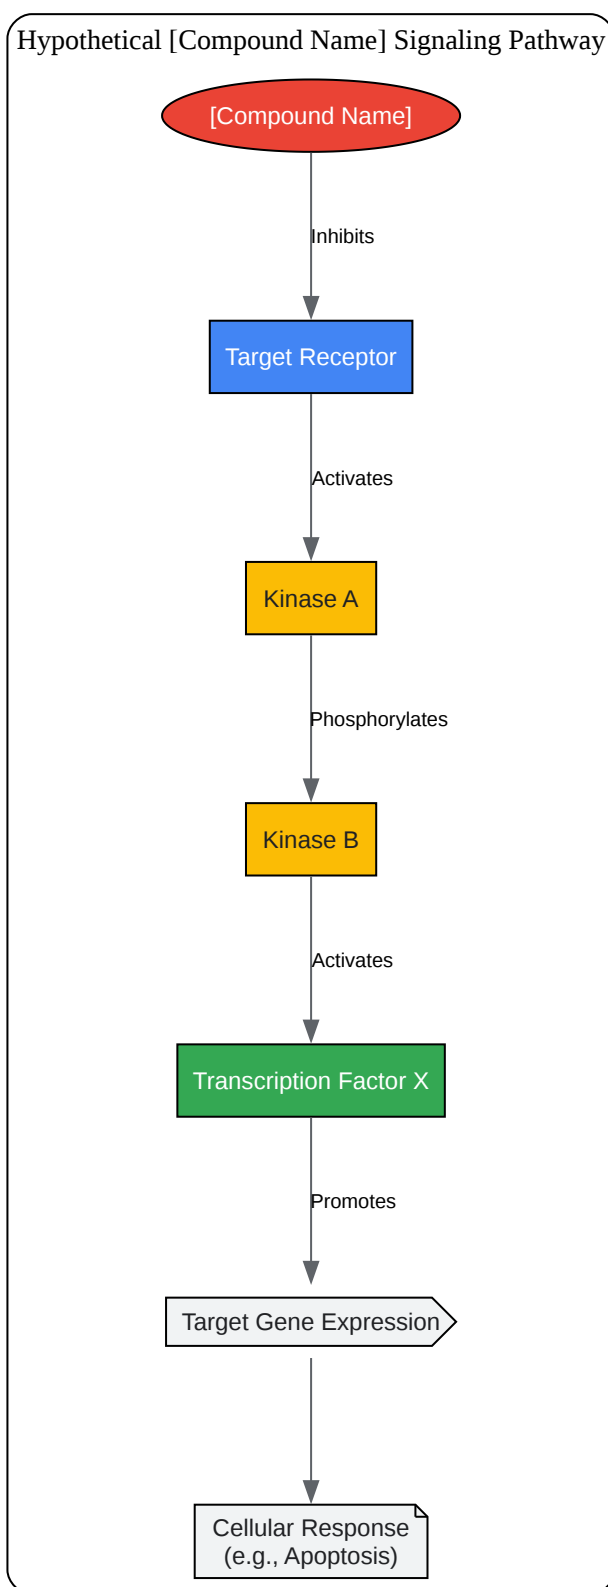 Hypothetical [Compound Name] Signaling Pathway
[Compound Name]
Inhibits
Target Receptor
Activates
Kinase A
Phosphorylates
Kinase B
Activates
Transcription Factor X
Promotes
Target Gene Expression
Cellular Response
(e.g., Apoptosis)